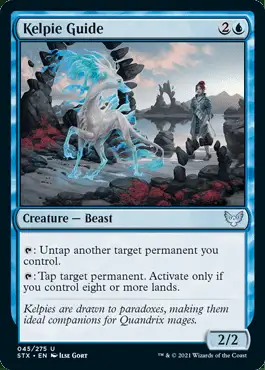 Kelpie Guide 2
Creature — Beast
: Untap another target permanent you
control.
: Tap target permanent. Activate only if
you control eight or more lands.
Kelpies are drawn to paradoxes, making them
ideal companions for Quandrix mages.
2/2
045/275 U
STX • EN ILSE GORT
™ & © 2021 Wizards of the Coast